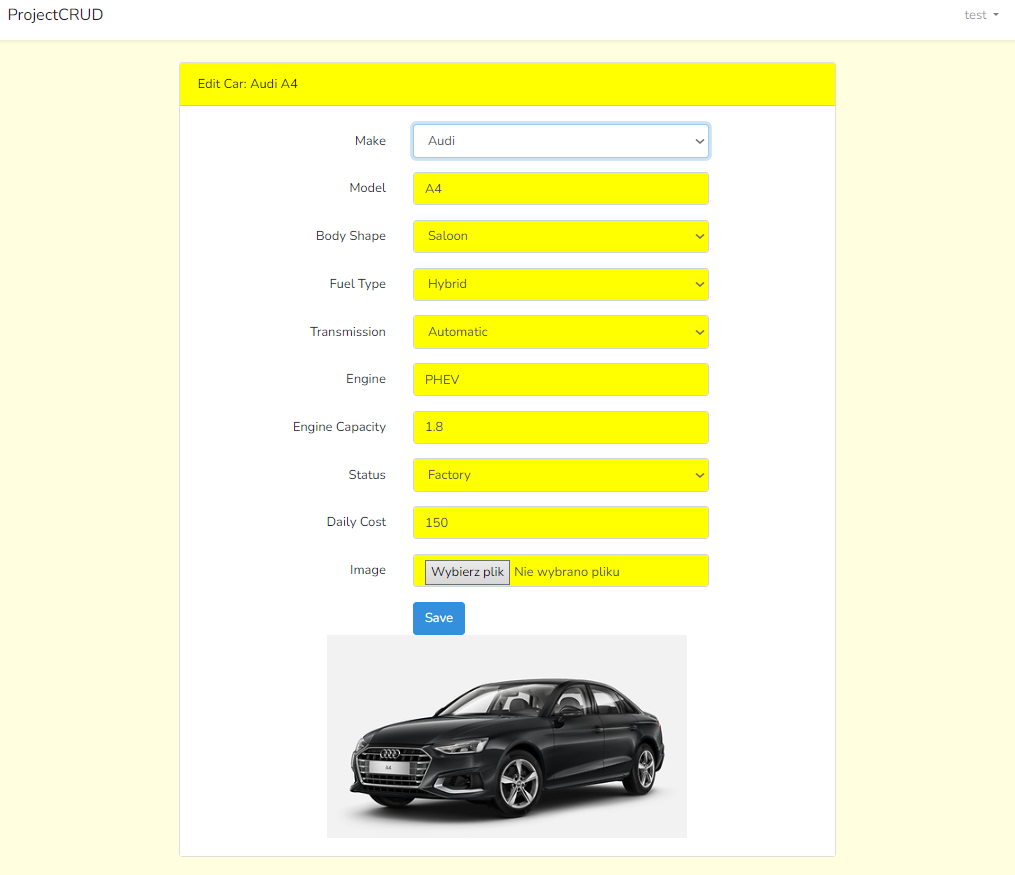 ProjectCRUD
test
Edit Car: Audi A4
Make Audi
Model A4
Body Shape Saloon
Fuel Type Hybrid
Transmission Automatic
Engine PHEV
Engine Capacity 1.8
Status Factory
Daily Cost 150
Image Wybierz plik Nie wybrano pliku
Save
A4